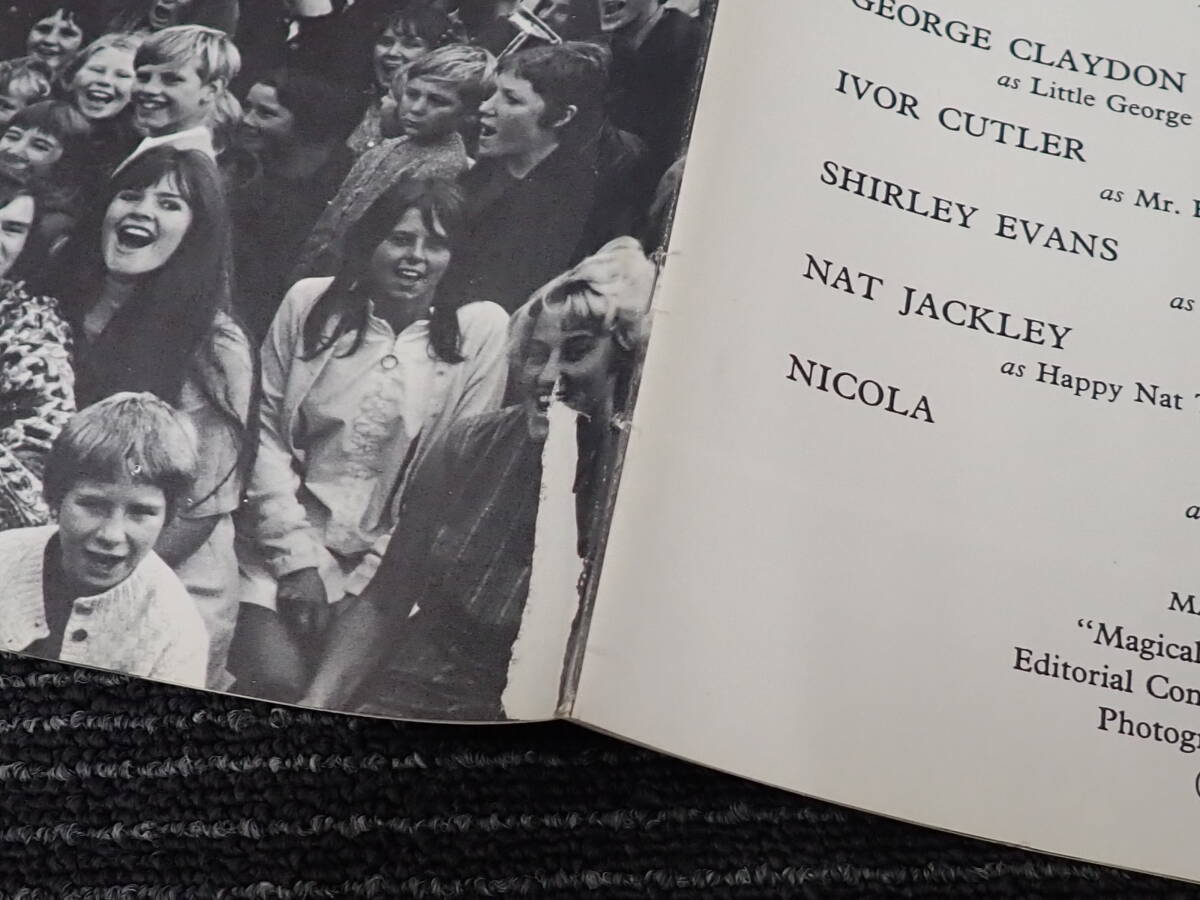 GEORGE CLAYDON
as Little George
IVOR CUTLER
as Mr.
SHIRLEY EVANS
as
NAT JACKLEY
as Happy Nat
NICOLA
“Magical
Editorial